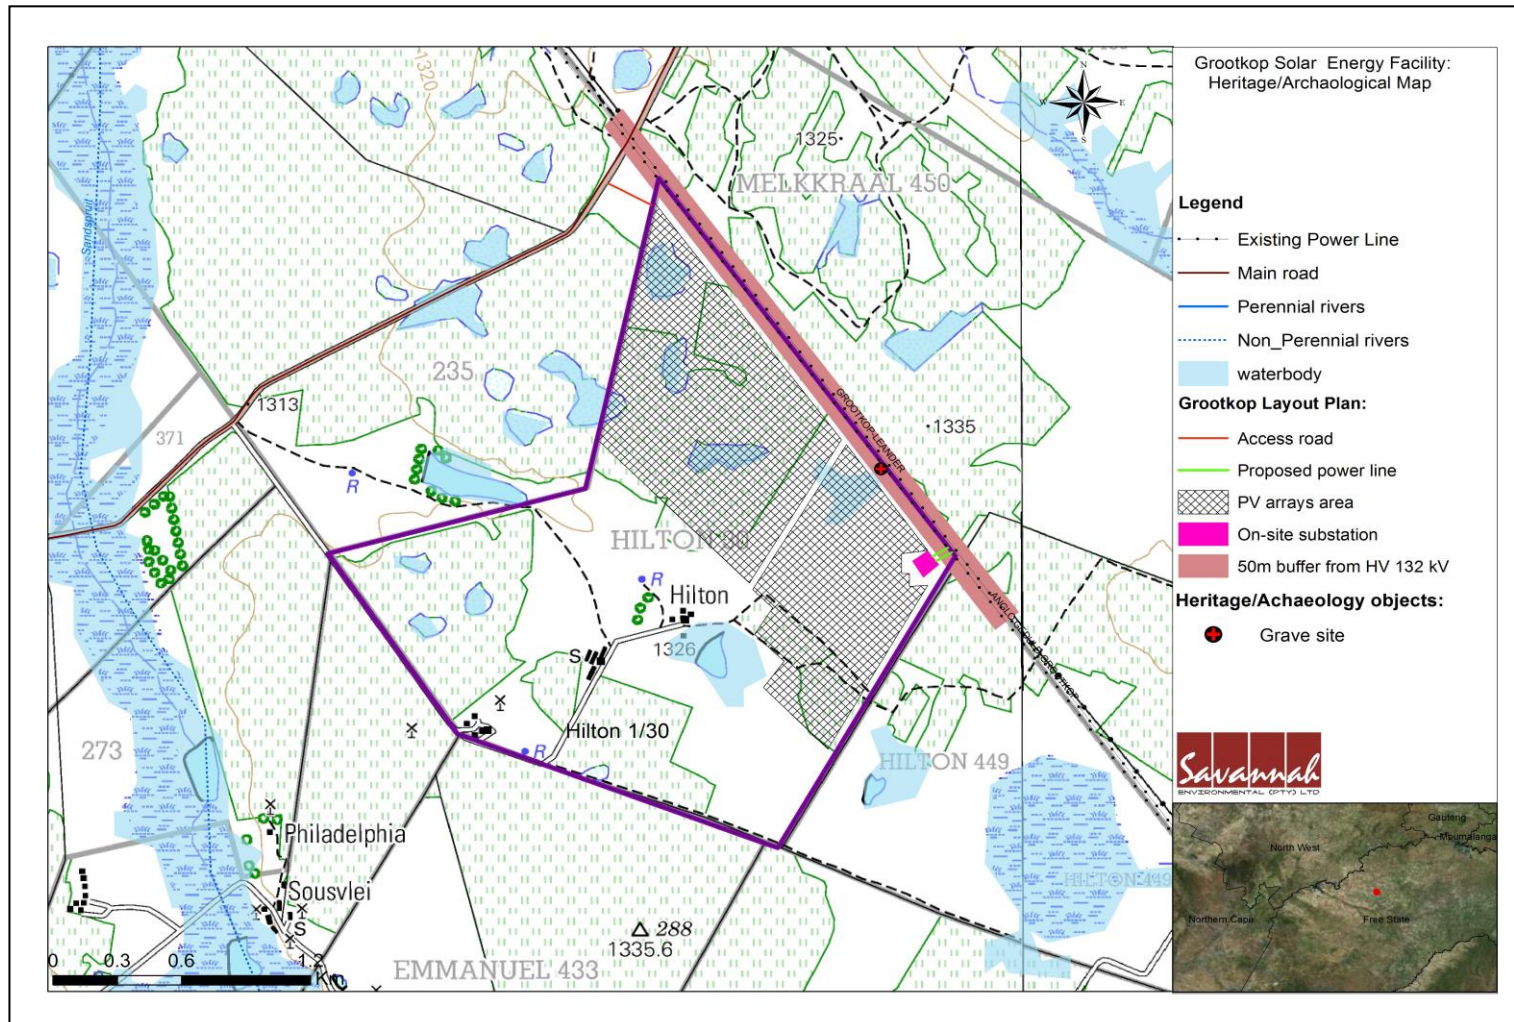 Grootkop Solar Energy Facility:
Heritage/Archaological Map
N
W
E
S
Legend
Existing Power Line
Main road
Perennial rivers
Non_Perennial rivers
waterbody
Grootkop Layout Plan:
Access road
Proposed power line
PV arrays area
On-site substation
50m buffer from HV 132 kV
Heritage/Achaeology objects:
Grave site
Savannah
ENVIRONMENTAL (PTY) LTD
Gauteng
Mpumalanga
North West
Northern Cape
Free State
1320
1325
MELKKRAAL 450
Sandspruit
235
1313
371
GROOTKOP-LEANDER
1335
R
HILTON 30
R
Hilton
1326
S
Hilton 1/30
R
273
HILTON 449
Philadelphia
Sousvlei
S
HILTON 449
288
1335.6
EMMANUEL 433
0 0.3 0.6 1.2